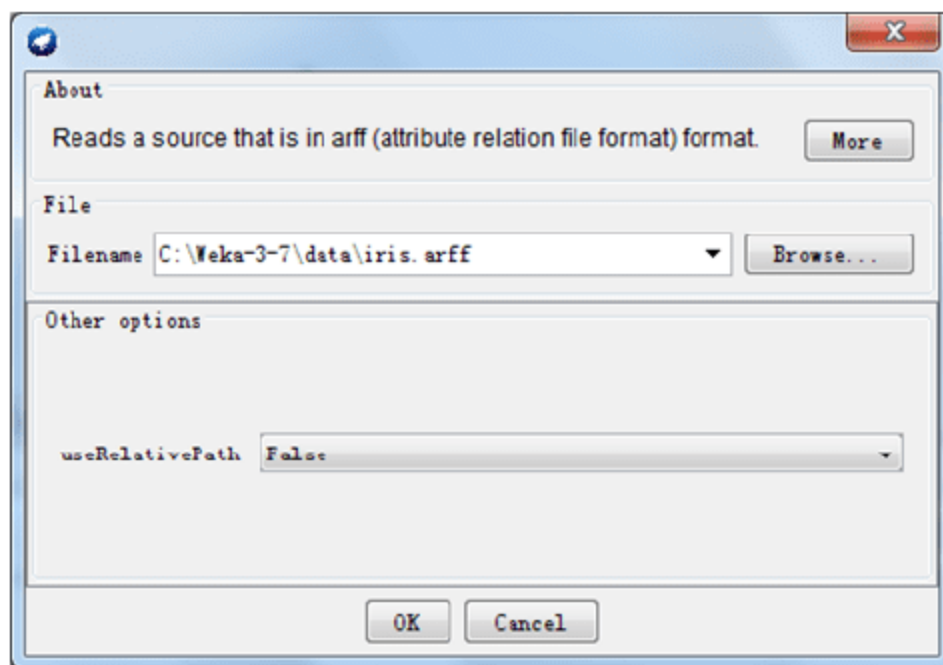 About
Reads a source that is in arff (attribute relation file format) format.
More
File
Filename C:\Weka-3-7\data\iris.arff
Browse...
Other options
useRelativePath False
OK Cancel